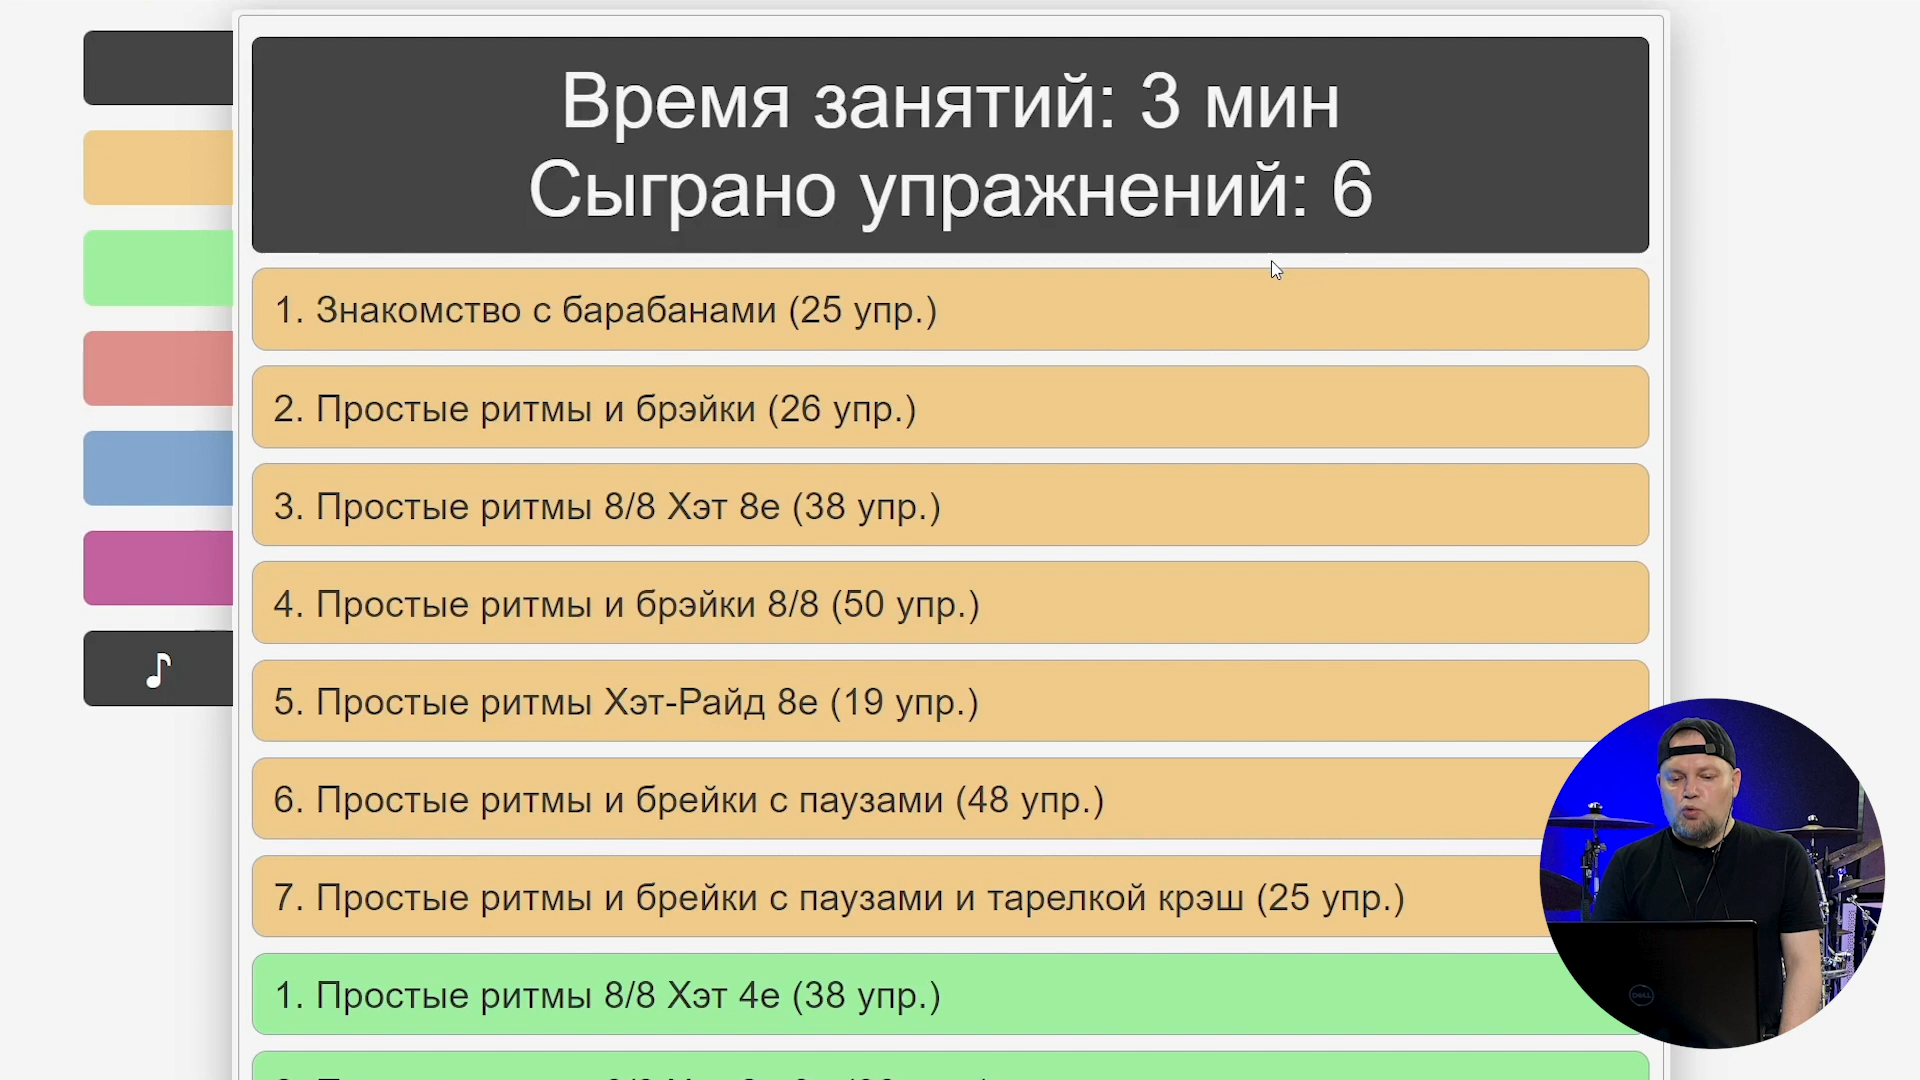 Время занятий: 3 мин
Сыграно упражнений: 6
1. Знакомство с барабанами (25 упр.)
2. Простые ритмы и брэйки (26 упр.)
3. Простые ритмы 8/8 Хэт 8е (38 упр.)
4. Простые ритмы и брэйки 8/8 (50 упр.)
5. Простые ритмы Хэт-Райд 8е (19 упр.)
6. Простые ритмы и брейки с паузами (48 упр.)
7. Простые ритмы и брейки с паузами и тарелкой крэш (25 упр.)
1. Простые ритмы 8/8 Хэт 4е (38 упр.)
DELL